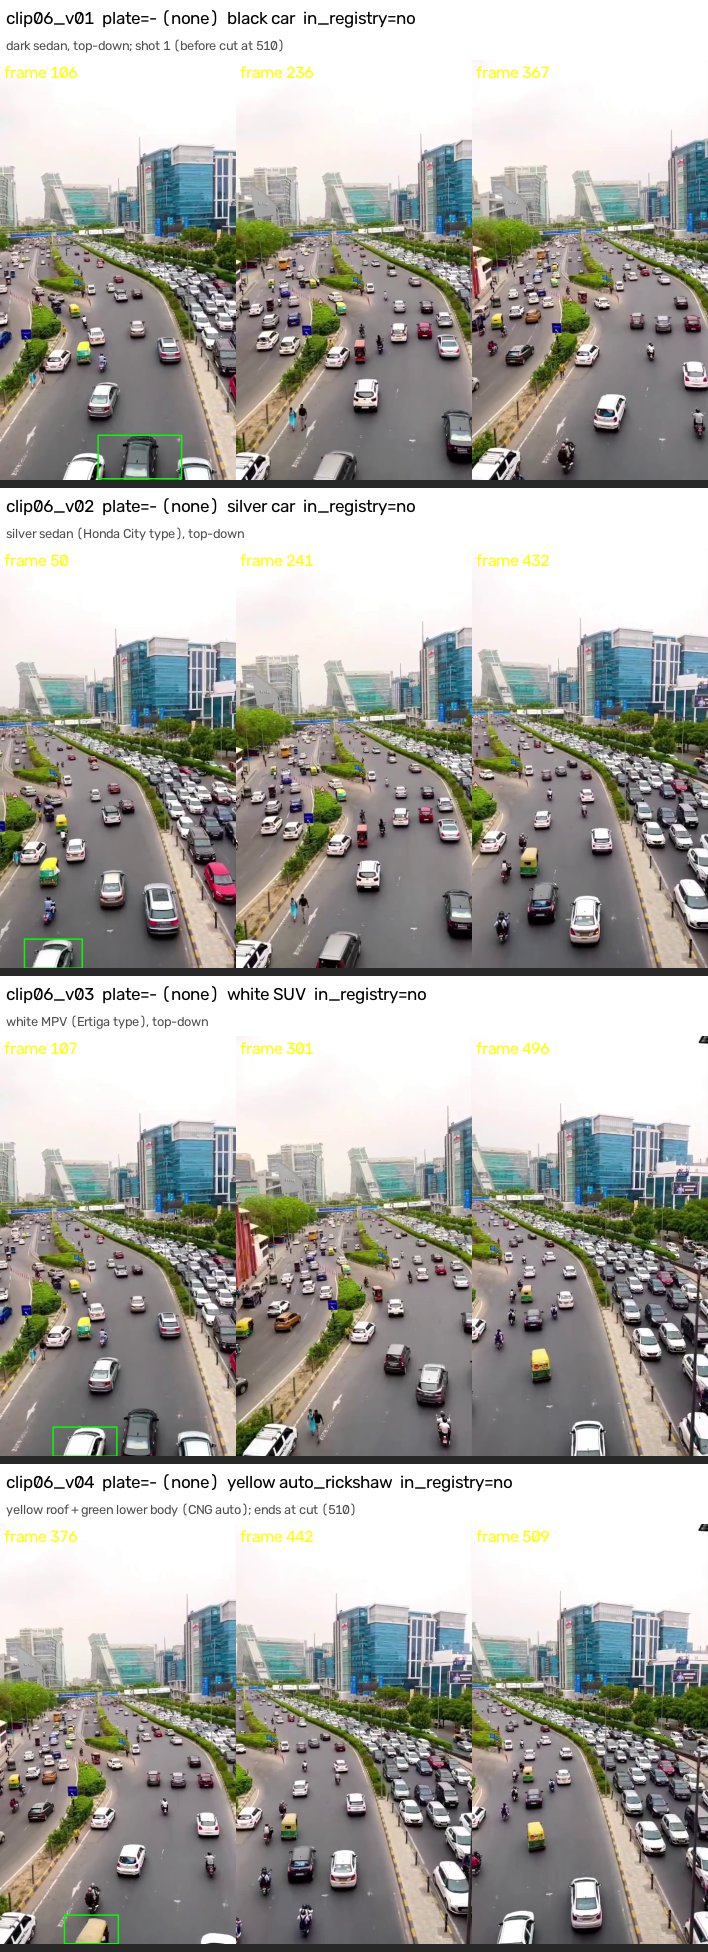 clip06_v01 plate=- (none) black car in_registry=no
dark sedan, top-down; shot 1 (before cut at 510)
frame 106 frame 236 frame 367
clip06_v02 plate=- (none) silver car in_registry=no
silver sedan (Honda City type), top-down
frame 50 frame 241 frame 432
clip06_v03 plate=- (none) white SUV in_registry=no
white MPV (Ertiga type), top-down
frame 107 frame 301 frame 496
clip06_v04 plate=- (none) yellow auto_rickshaw in_registry=no
yellow roof + green lower body (CNG auto); ends at cut (510)
frame 376 frame 442 frame 509